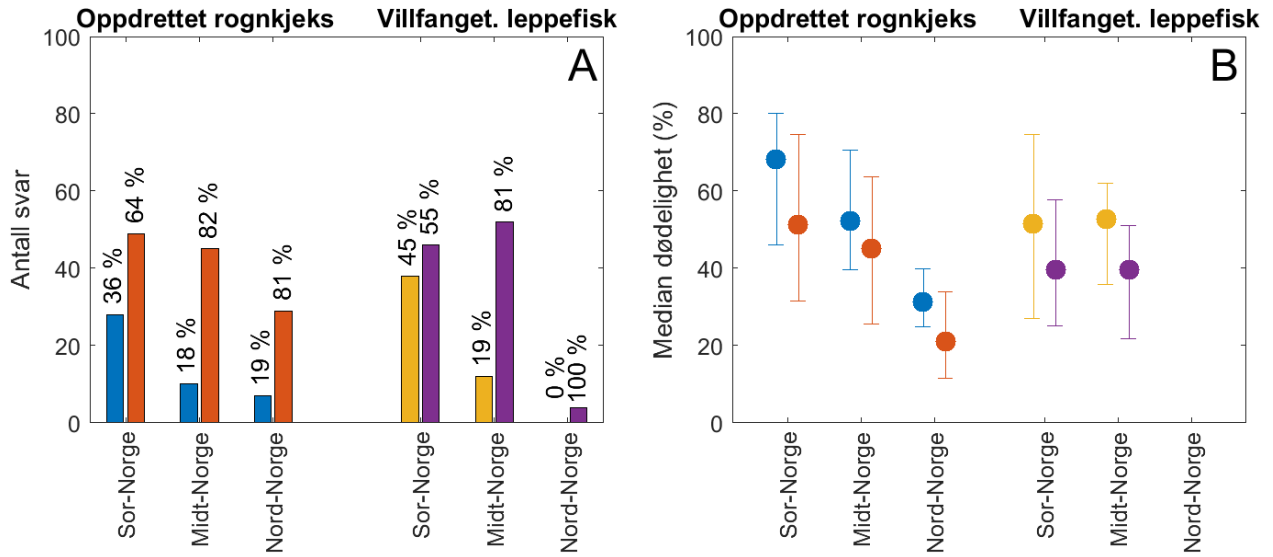 Oppdrettet rognkjeks
Villfanget. leppefisk
A
Antall svar
100
80
60
40
20
0
36 %
64 %
18 %
82 %
19 %
81 %
45 %
55 %
19 %
81 %
0 %
100 %
Sor-Norge
Midt-Norge
Nord-Norge
Sor-Norge
Midt-Norge
Nord-Norge
Oppdrettet rognkjeks
Villfanget. leppefisk
B
Median dødelighet (%)
100
80
60
40
20
0
Sor-Norge
Midt-Norge
Nord-Norge
Sor-Norge
Midt-Norge
Nord-Norge